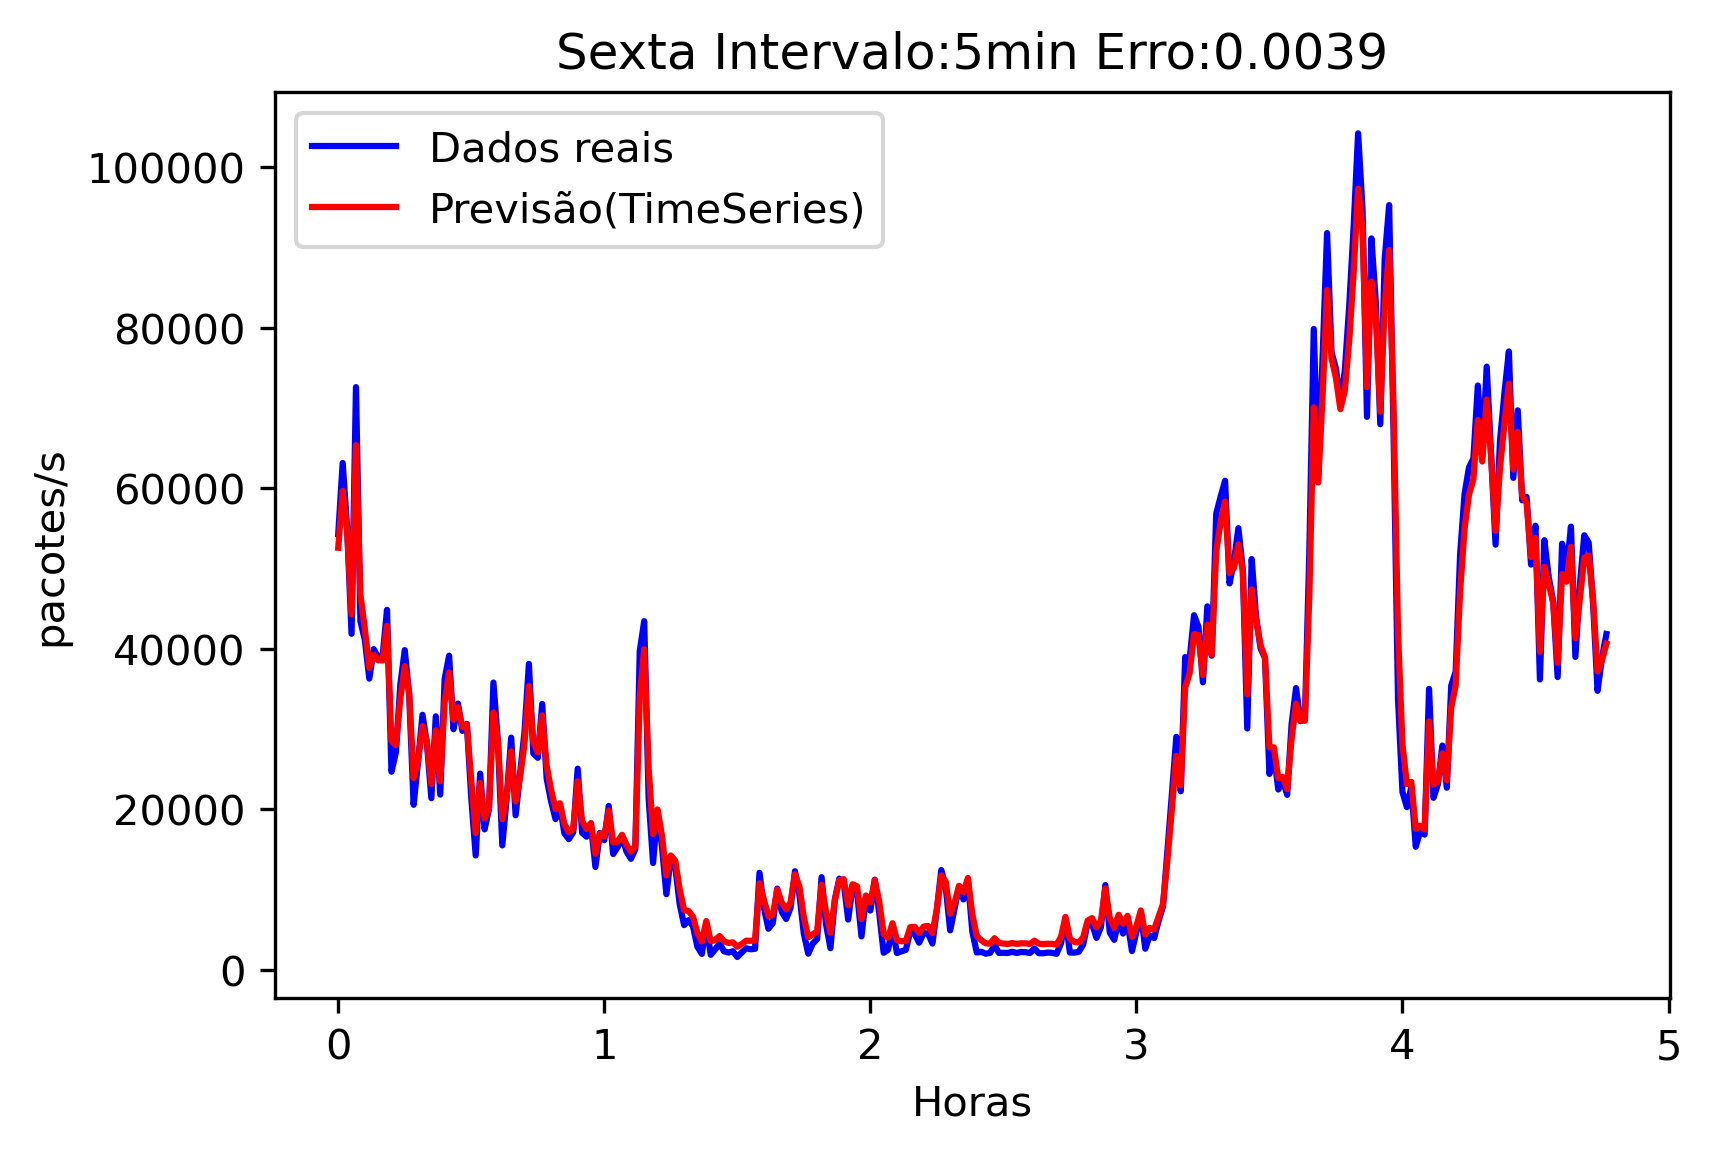 Sexta Intervalo:5min Erro:0.0039
Dados reais
Previsão(TimeSeries)
100000
80000
60000
40000
20000
0
pacotes/s
0 1 2 3 4 5
Horas